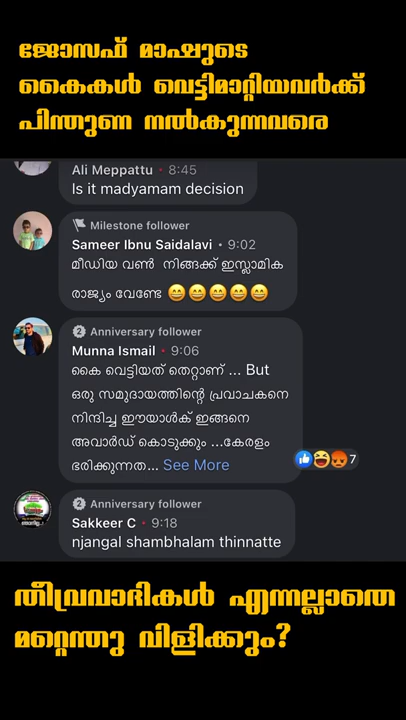 ജോസഫ് മാഷുടെ
കൈകൾ വെട്ടിമാറ്റിയവർക്ക്
പിന്തുണ നൽകുന്നവരെ
Ali Meppattu • 8:45
Is it madyamam decision
Milestone follower
Sameer Ibnu Saidalavi • 9:02
മീഡിയ വൺ നിങ്ങക്ക് ഇസ്ലാമിക
രാജ്യം വേണ്ടേ 😄😄😄😄😄
2 Anniversary follower
Munna Ismail • 9:06
കൈ വെട്ടിയത് തെറ്റാണ് ... But
ഒരു സമുദായത്തിന്റെ പ്രവാചകനെ
നിന്ദിച്ച ഈയാൾക് ഇങ്ങനെ
അവാർഡ് കൊടുക്കും ...കേരളം
ഭരിക്കുന്നത... See More
👍😆😡 7
2 Anniversary follower
Sakkeer C • 9:18
njangal shambhalam thinnatte
തീവ്രവാദികൾ എന്നല്ലാതെ
മറ്റെന്തു വിളിക്കും?